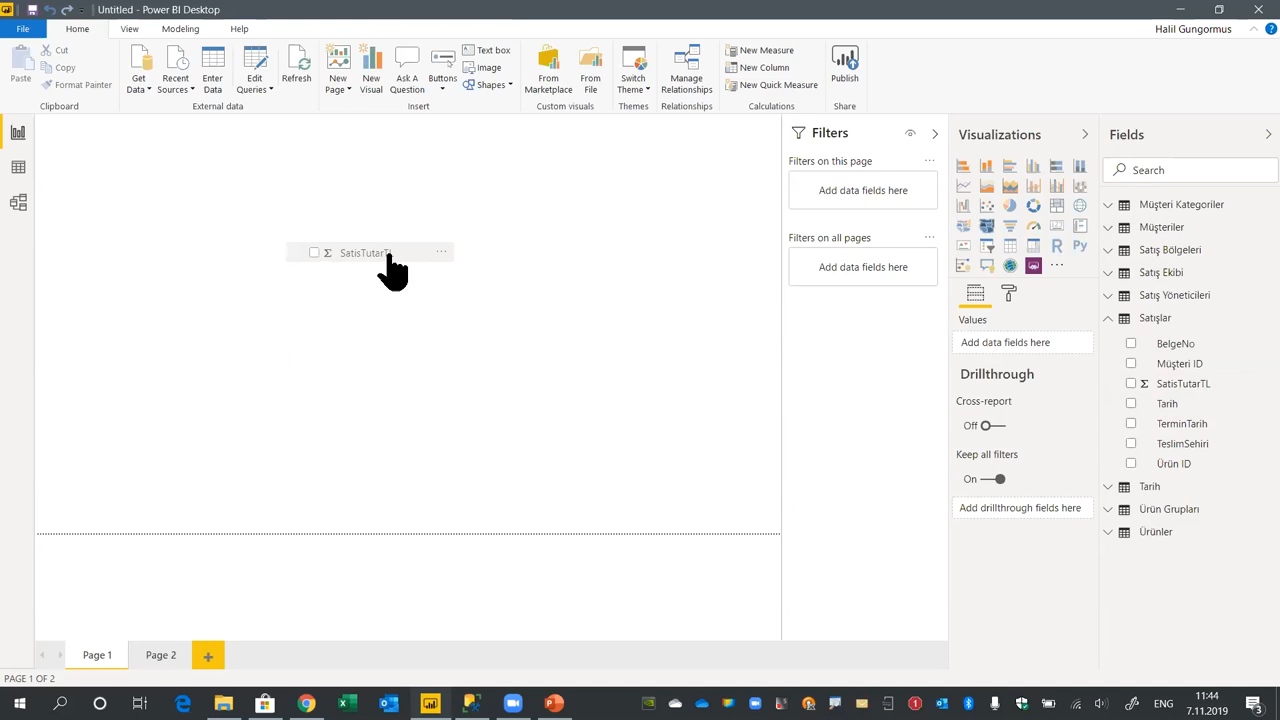 Untitled - Power BI Desktop
File
Home
View
Modeling
Help
Halil Gungormus
Paste
Cut
Copy
Format Painter
Clipboard
Get Data
Recent Sources
Enter Data
Edit Queries
Refresh
External data
New Page
New Visual
Ask A Question
Buttons
Text box
Image
Shapes
Insert
From Marketplace
From File
Custom visuals
Switch Theme
Themes
Manage Relationships
Relationships
New Measure
New Column
New Quick Measure
Calculations
Publish
Share
SatisTutarTL
Filters
Filters on this page
Add data fields here
Filters on all pages
Add data fields here
Visualizations
R
Py
Values
Add data fields here
Drillthrough
Cross-report
Off
Keep all filters
On
Add drillthrough fields here
Fields
Search
Müşteri Kategoriler
Müşteriler
Satış Bölgeleri
Satış Ekibi
Satış Yöneticileri
Satışlar
BelgeNo
Müşteri ID
Σ SatisTutarTL
Tarih
TerminTarih
TeslimSehiri
Ürün ID
Tarih
Ürün Grupları
Ürünler
Page 1
Page 2
PAGE 1 OF 2
ENG
11:44
7.11.2019
3